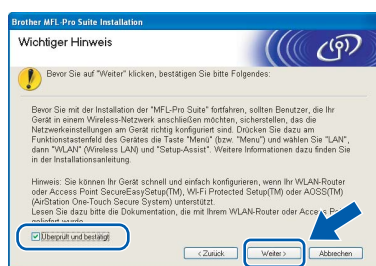 Brother MFL-Pro Suite Installation
Wichtiger Hinweis
Bevor Sie auf "Weiter" klicken, bestätigen Sie bitte Folgendes:
Bevor Sie mit der Installation der "MFL-Pro Suite" fortfahren, sollten Benutzer, die Ihr
Gerät in einem Wireless-Netzwerk anschließen möchten, sicherstellen, das die
Netzwerkeinstellungen am Gerät richtig konfiguriert sind. Drücken Sie dazu am
Funktionstastenfeld des Gerätes die Taste "Menü" (bzw. "Menu") und wählen Sie "LAN",
dann "WLAN" (Wireless LAN) und "Setup-Assist". Weitere Informationen dazu finden Sie
in der Installationsanleitung.
Hinweis: Sie können Ihr Gerät schnell und einfach konfigurieren, wenn Ihr WLAN-Router
oder Access Point SecureEasySetup(TM), Wi-Fi Protected Setup(TM) oder AOSS(TM)
(AirStation One-Touch Secure System) unterstützt.
Lesen Sie dazu bitte die Dokumentation, die mit Ihrem WLAN-Router oder Access
geliefert wurde.
Überprüft und bestätigt
< Zurück
Weiter >
Abbrechen